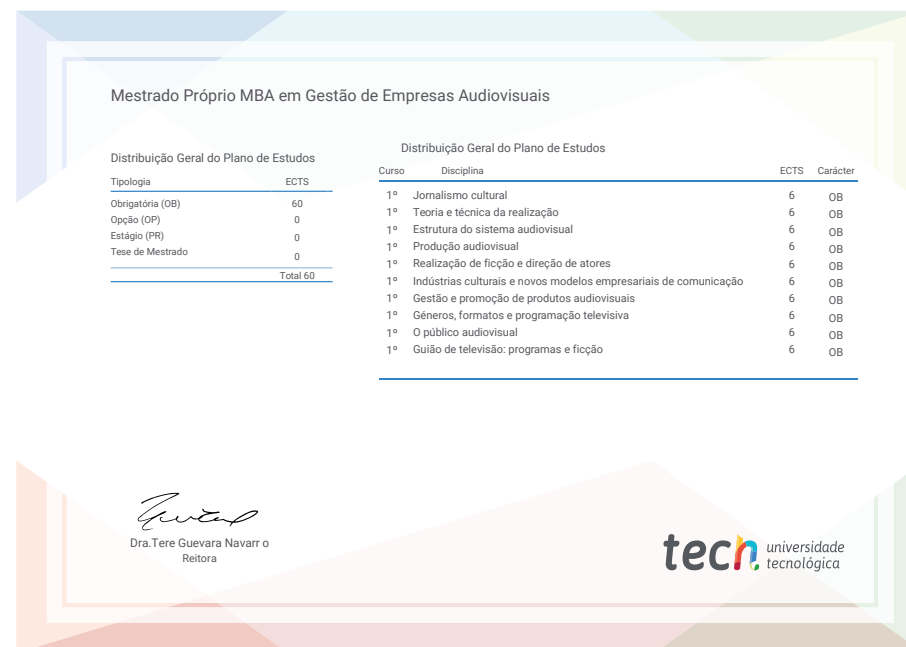 Mestrado Próprio MBA em Gestão de Empresas Audiovisuais
Distribuição Geral do Plano de Estudos
Tipologia ECTS
Obrigatória (OB) 60
Opção (OP) 0
Estágio (PR) 0
Tese de Mestrado 0
Total 60
Distribuição Geral do Plano de Estudos
Curso Disciplina ECTS Carácter
1º Jornalismo cultural 6 OB
1º Teoria e técnica da realização 6 OB
1º Estrutura do sistema audiovisual 6 OB
1º Produção audiovisual 6 OB
1º Realização de ficção e direção de atores 6 OB
1º Indústrias culturais e novos modelos empresariais de comunicação 6 OB
1º Gestão e promoção de produtos audiovisuais 6 OB
1º Géneros, formatos e programação televisiva 6 OB
1º O público audiovisual 6 OB
1º Guião de televisão: programas e ficção 6 OB
Dra.Tere Guevara Navarr o
Reitora
tech universidade
tecnológica